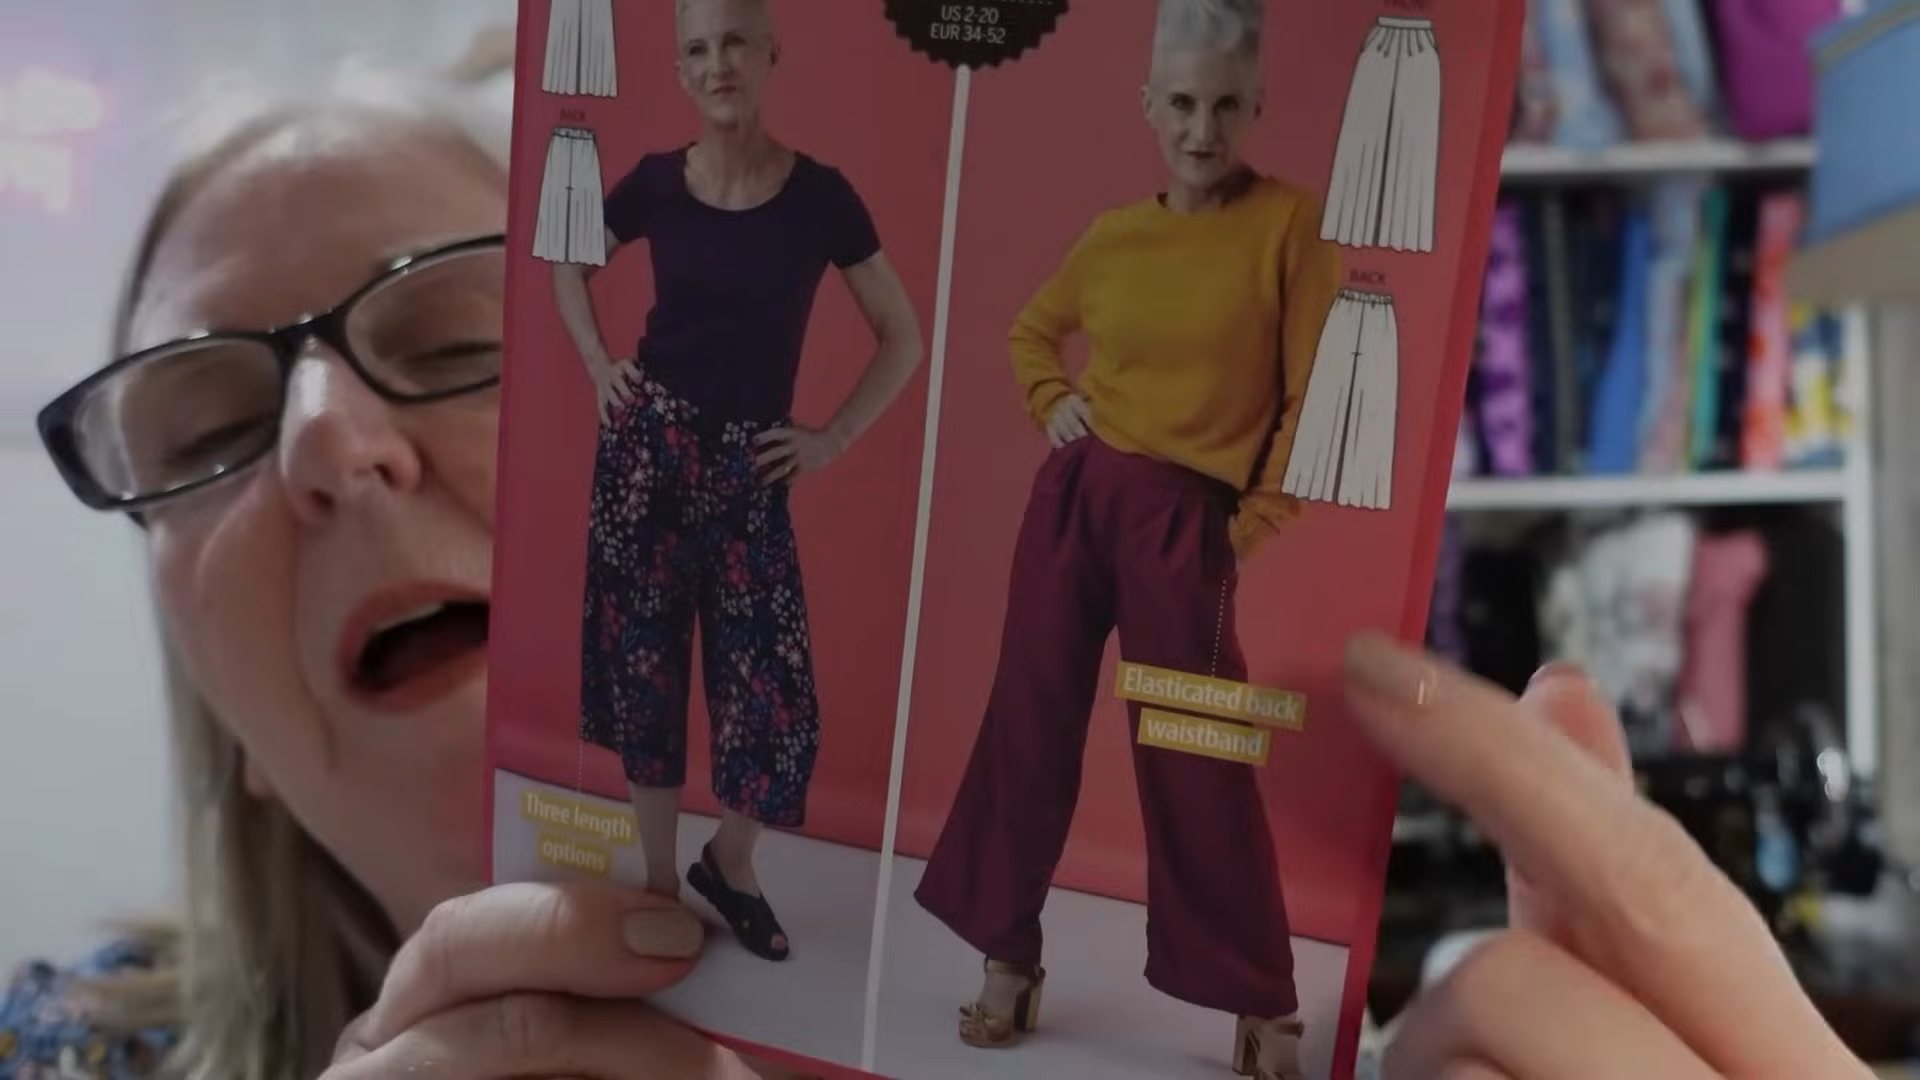 US 2-20
EUR 34-52
BACK
BACK
Elasticated back
waistband
Three length
options